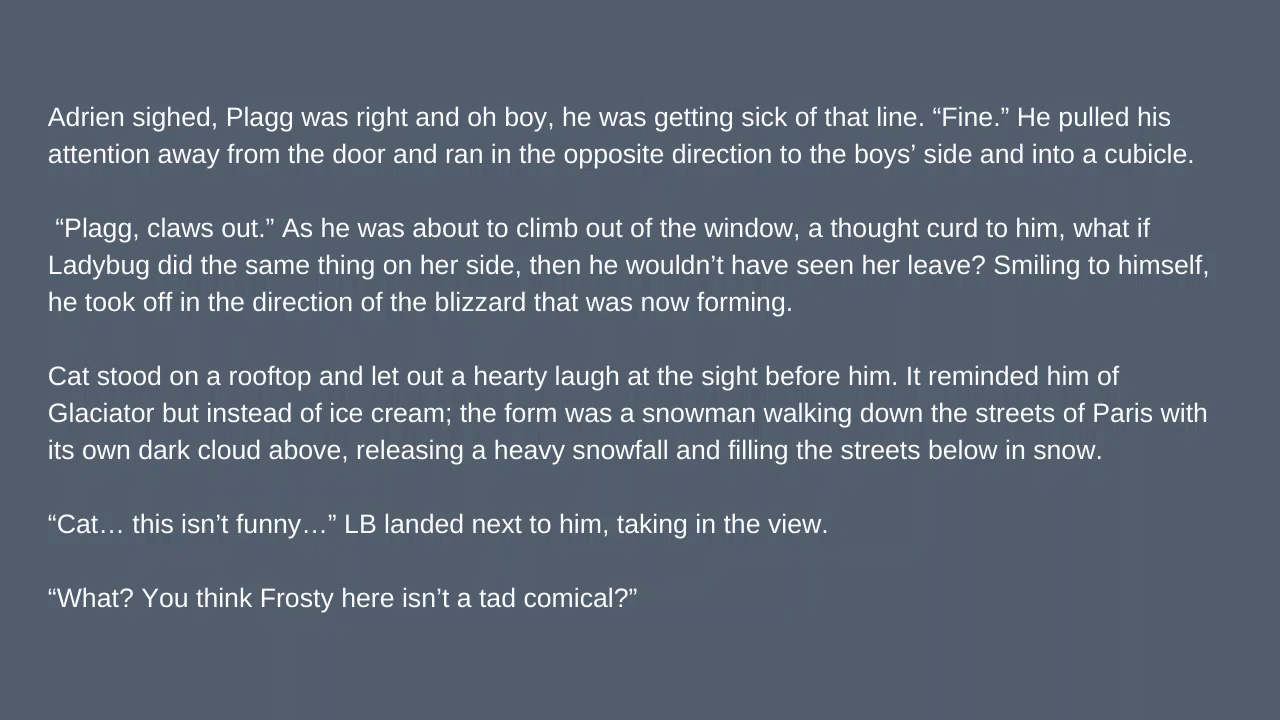 Adrien sighed, Plagg was right and oh boy, he was getting sick of that line. “Fine.” He pulled his
attention away from the door and ran in the opposite direction to the boys’ side and into a cubicle.
“Plagg, claws out.” As he was about to climb out of the window, a thought curd to him, what if
Ladybug did the same thing on her side, then he wouldn’t have seen her leave? Smiling to himself,
he took off in the direction of the blizzard that was now forming.
Cat stood on a rooftop and let out a hearty laugh at the sight before him. It reminded him of
Glaciator but instead of ice cream; the form was a snowman walking down the streets of Paris with
its own dark cloud above, releasing a heavy snowfall and filling the streets below in snow.
“Cat… this isn’t funny…” LB landed next to him, taking in the view.
“What? You think Frosty here isn’t a tad comical?”